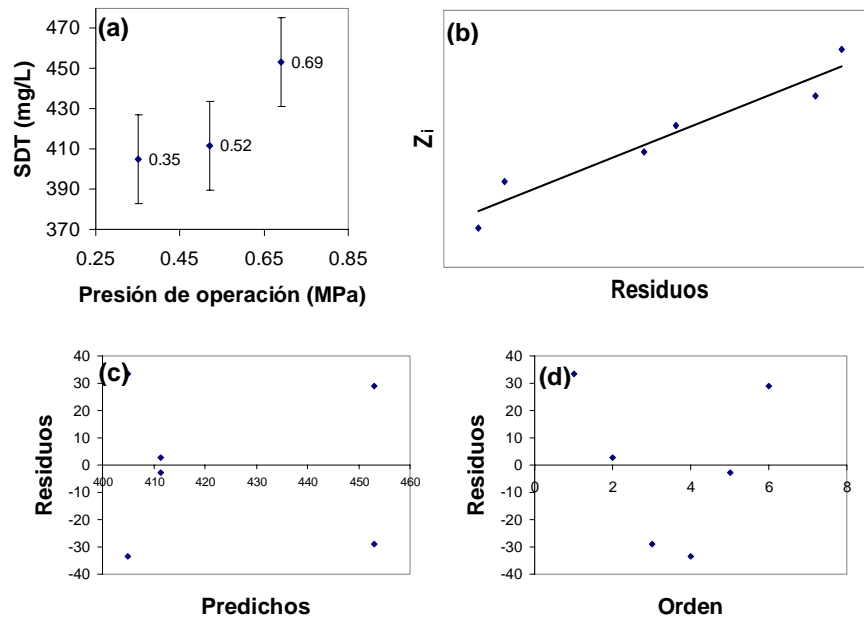 (a)
SDT (mg/L)
470
450
430
410
390
370
0.35
0.52
0.69
0.25 0.45 0.65 0.85
Presión de operación (MPa)
(b)
Zi
Residuos
(c)
Residuos
40
30
20
10
0
-10
-20
-30
-40
400 410 420 430 440 450 460
Predichos
(d)
Residuos
40
30
20
10
0
-10
-20
-30
-40
0 2 4 6 8
Orden